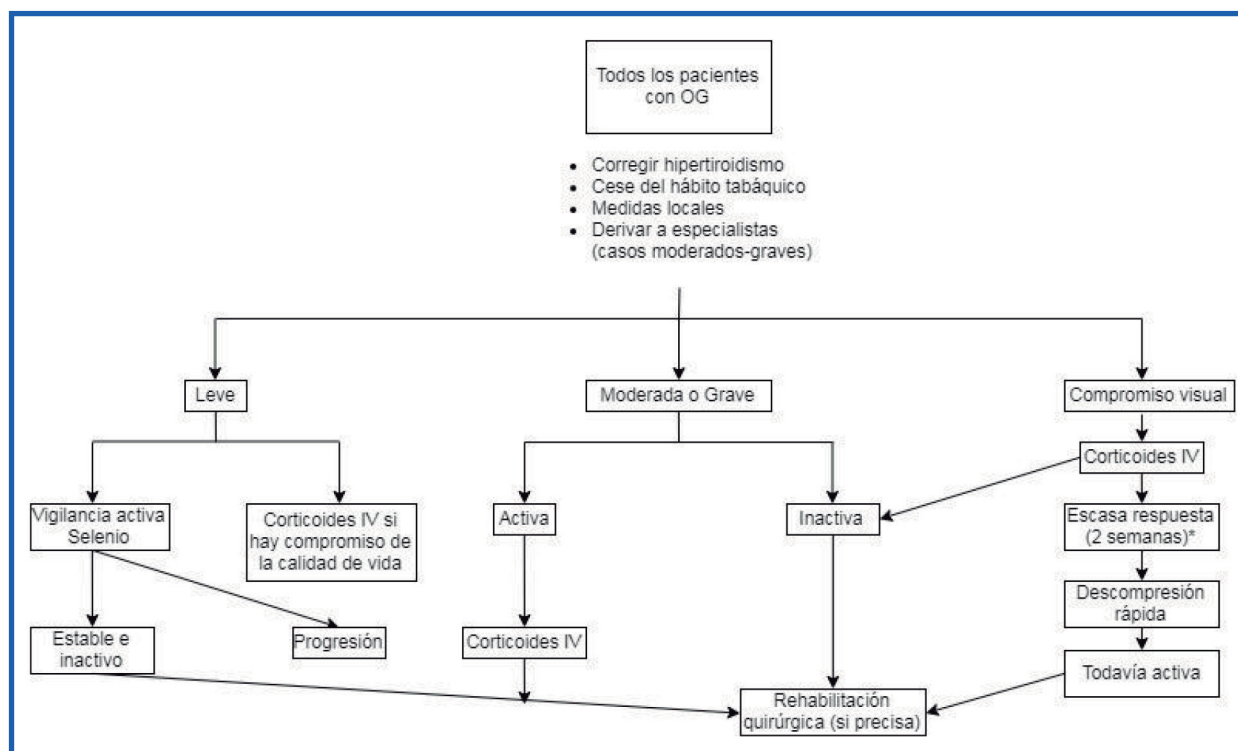 Todos los pacientes
con OG
• Corregir hipertiroidismo
• Cese del hábito tabáquico
• Medidas locales
• Derivar a especialistas
(casos moderados-graves)
Leve
Moderada o Grave
Compromiso visual
Corticoides IV
Vigilancia activa
Selenio
Corticoides IV si
hay compromiso de
la calidad de vida
Activa
Inactiva
Escasa respuesta
(2 semanas)*
Descompresión
rápida
Estable e
inactivo
Progresión
Corticoides IV
Todavía activa
Rehabilitación
quirúrgica (si precisa)